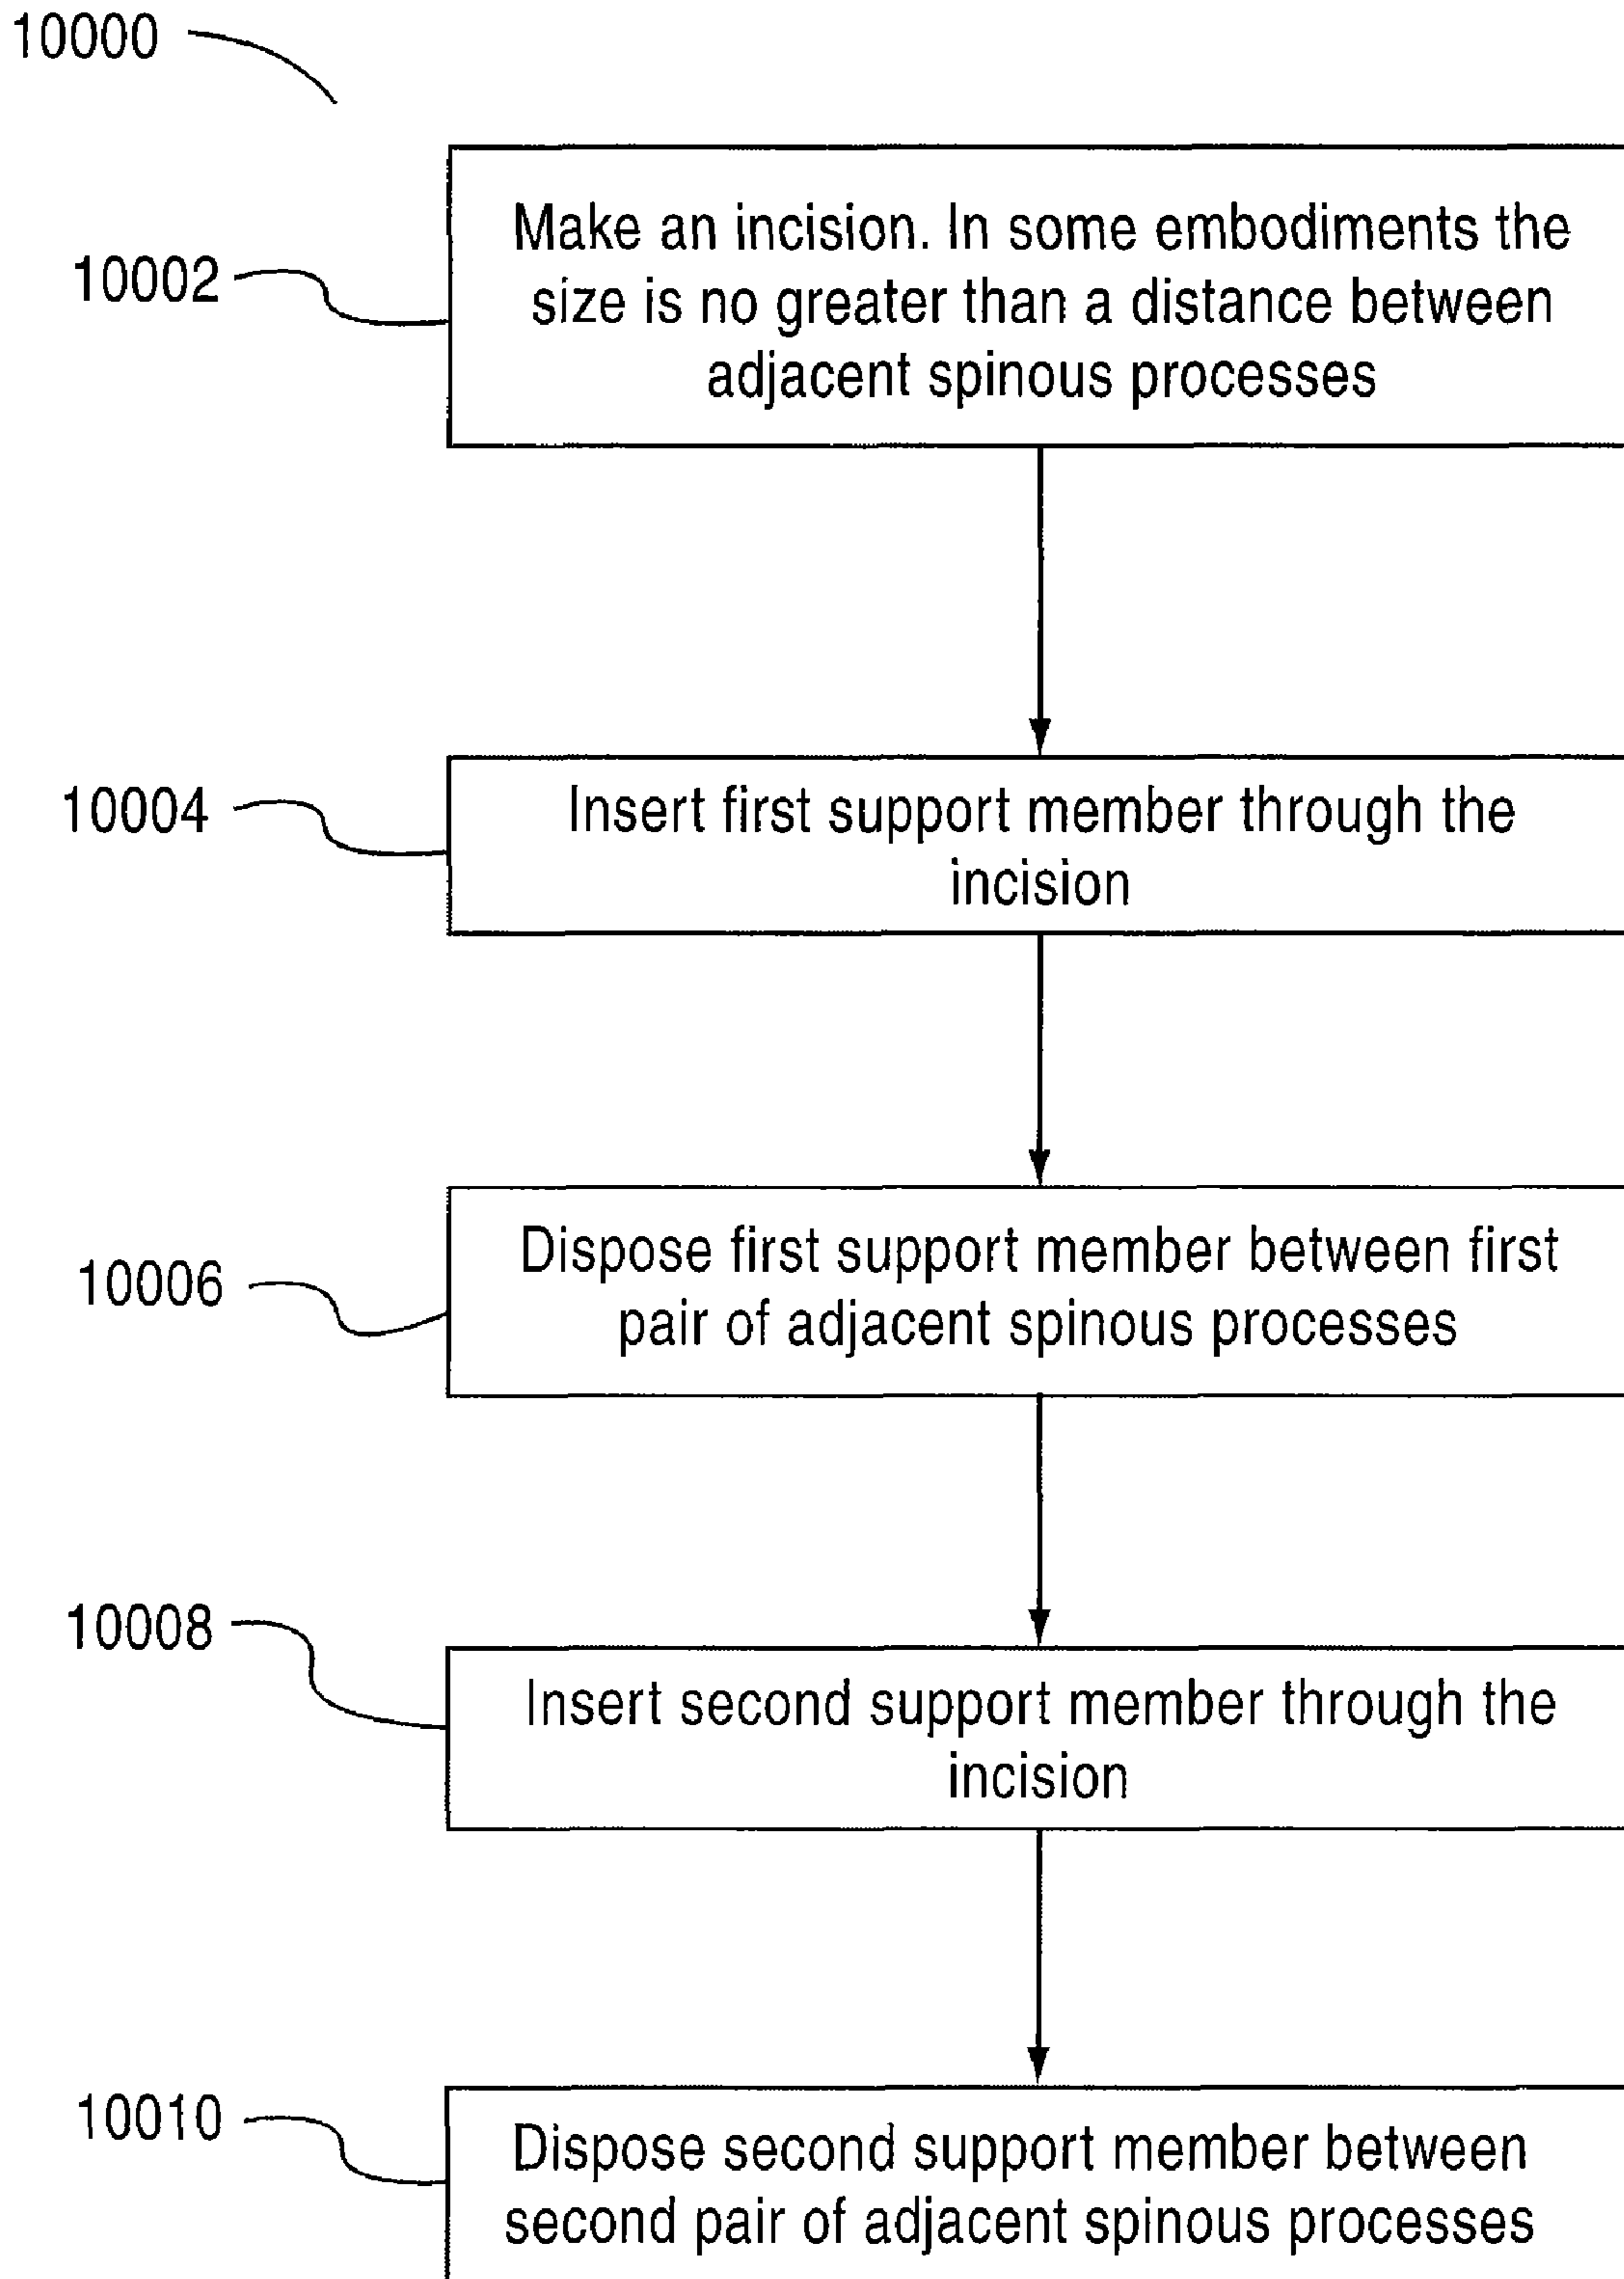 10000
10002
Make an incision. In some embodiments the
size is no greater than a distance between
adjacent spinous processes
10004
Insert first support member through the
incision
10006
Dispose first support member between first
pair of adjacent spinous processes
10008
Insert second support member through the
incision
10010
Dispose second support member between
second pair of adjacent spinous processes